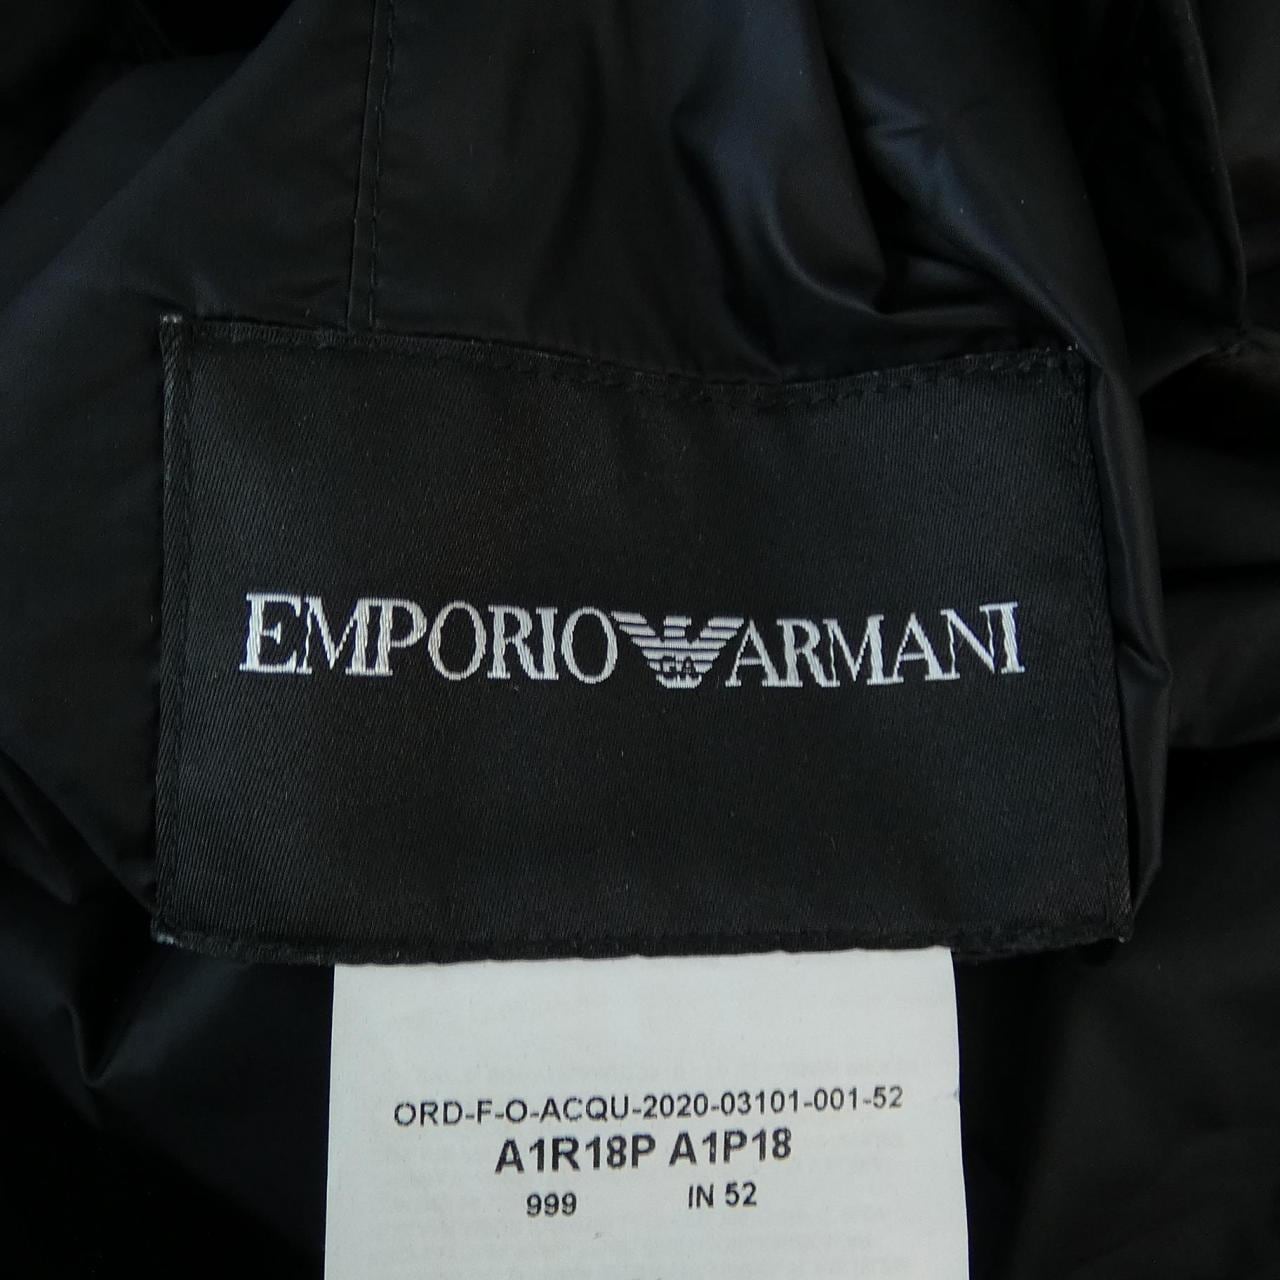 EMPORIO GA ARMANI
ORD-F-O-ACQU-2020-03101-001-52
A1R18P A1P18
999 IN 52